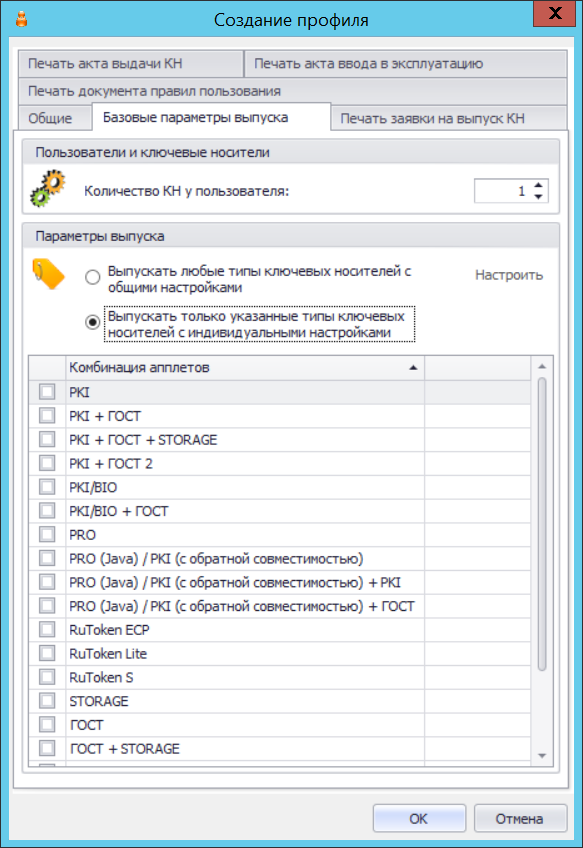 Создание профиля
X
Печать акта выдачи КН
Печать акта ввода в эксплуатацию
Печать документа правил пользования
Общие
Базовые параметры выпуска
Печать заявки на выпуск КН
Пользователи и ключевые носители
Количество КН у пользователя:
1
Параметры выпуска
Выпускать любые типы ключевых носителей с
общими настройками
Настроить
Выпускать только указанные типы ключевых
носителей с индивидуальными настройками
Комбинация апплетов
PKI
PKI + ГОСТ
PKI + ГОСТ + STORAGE
PKI + ГОСТ 2
PKI/BIO
PKI/BIO + ГОСТ
PRO
PRO (Java) / PKI (с обратной совместимостью)
PRO (Java) / PKI (с обратной совместимостью) + PKI
PRO (Java) / PKI (с обратной совместимостью) + ГОСТ
RuToken ECP
RuToken Lite
RuToken S
STORAGE
ГОСТ
ГОСТ + STORAGE
OK
Отмена